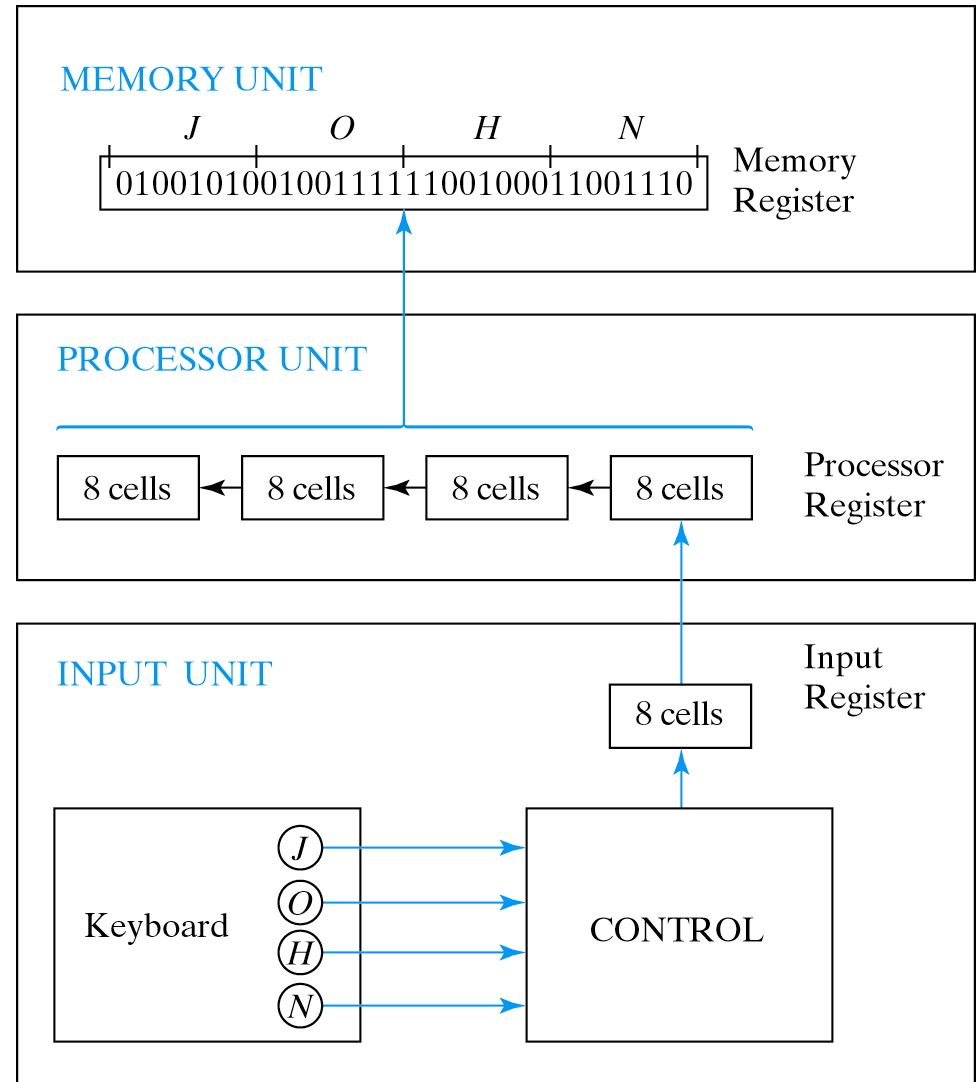 MEMORY UNIT
J O H N
01001010010011111100100011001110
Memory
Register
PROCESSOR UNIT
8 cells 8 cells 8 cells 8 cells
Processor
Register
INPUT UNIT
Input
Register
8 cells
Keyboard
J
O
H
N
CONTROL